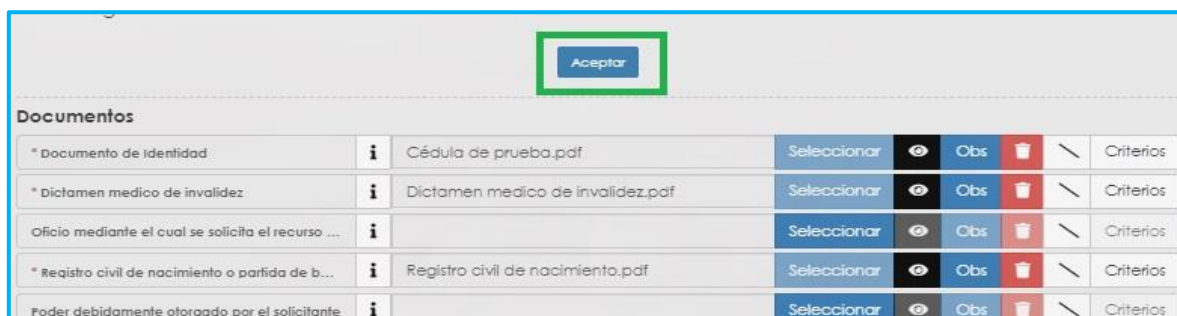 Aceptar
Documentos
* Documento de Identidad i Cédula de prueba.pdf Seleccionar Obs Criterios
* Dictamen medico de invalidez i Dictamen medico de invalidez.pdf Seleccionar Obs Criterios
Oficio mediante el cual se solicita el recurso ... i Seleccionar Obs Criterios
* Registro civil de nacimiento o partida de b... i Registro civil de nacimiento.pdf Seleccionar Obs Criterios
Poder debidamente otorgado por el solicitante i Seleccionar Obs Criterios